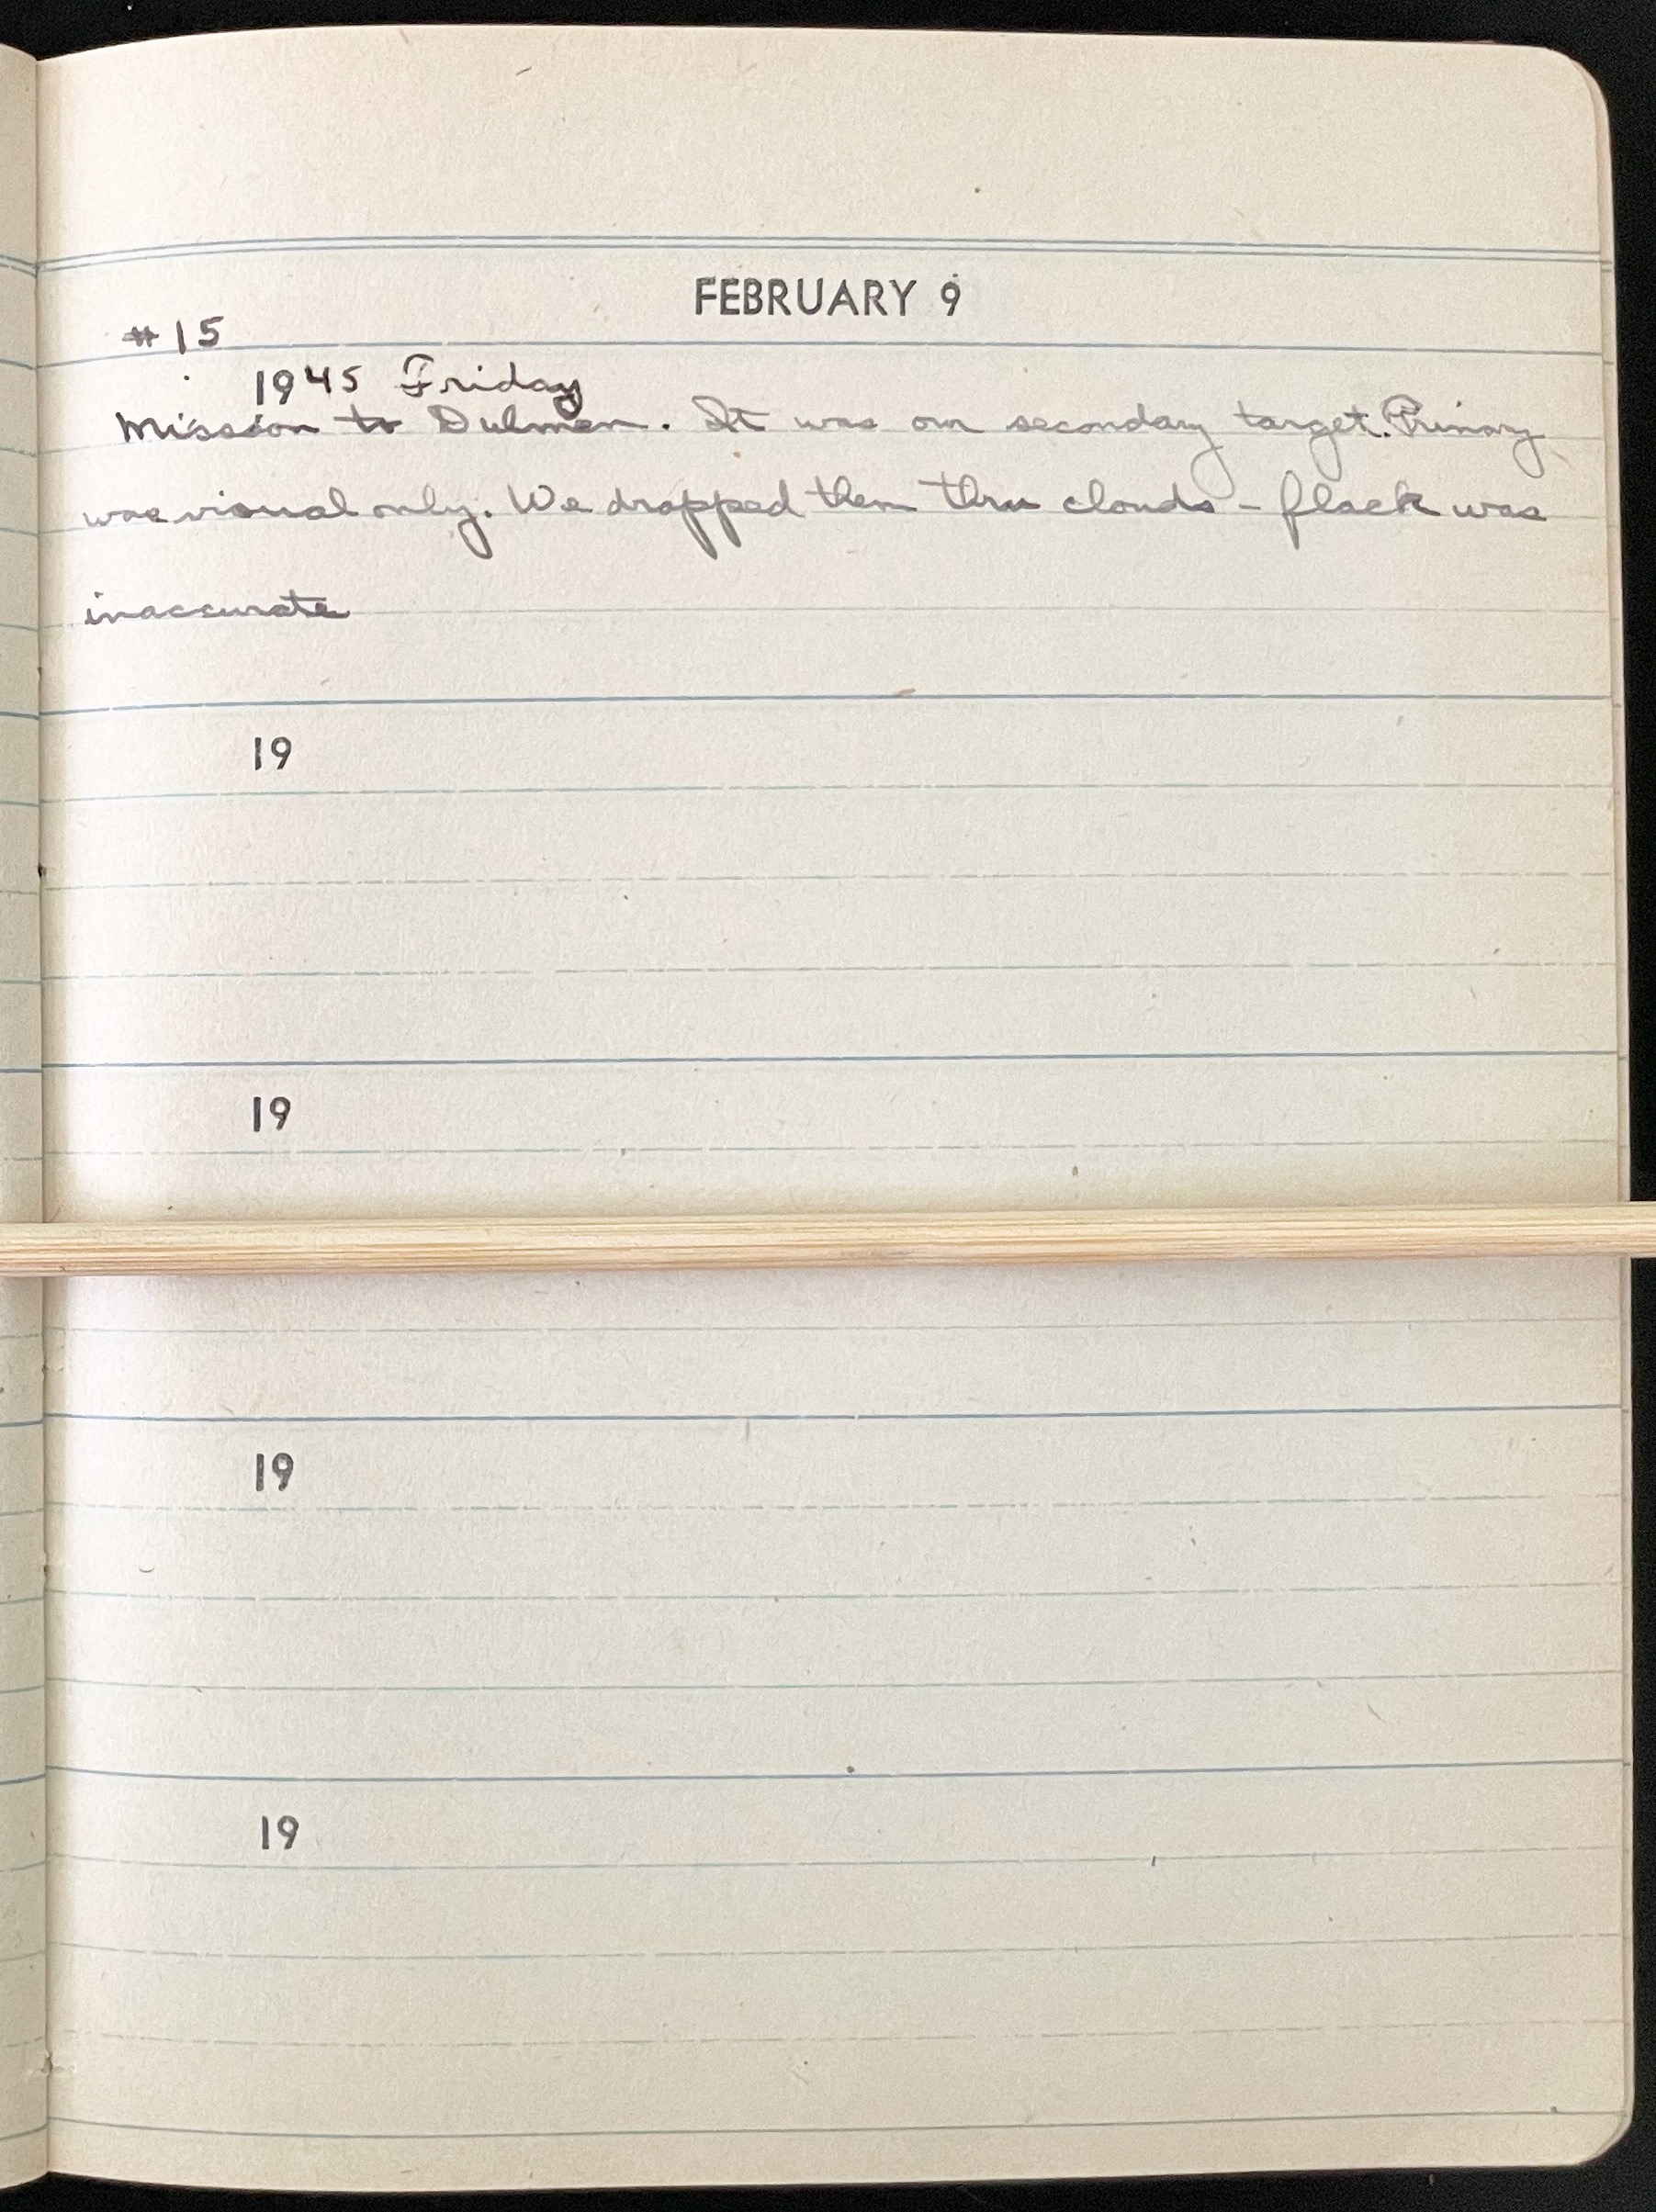 FEBRUARY 9
#15
1945 Friday
Mission to Dulmen. It was our secondary target. Primary
was visual only. We dropped them thru clouds - flack was
inaccurate
19
19
19
19